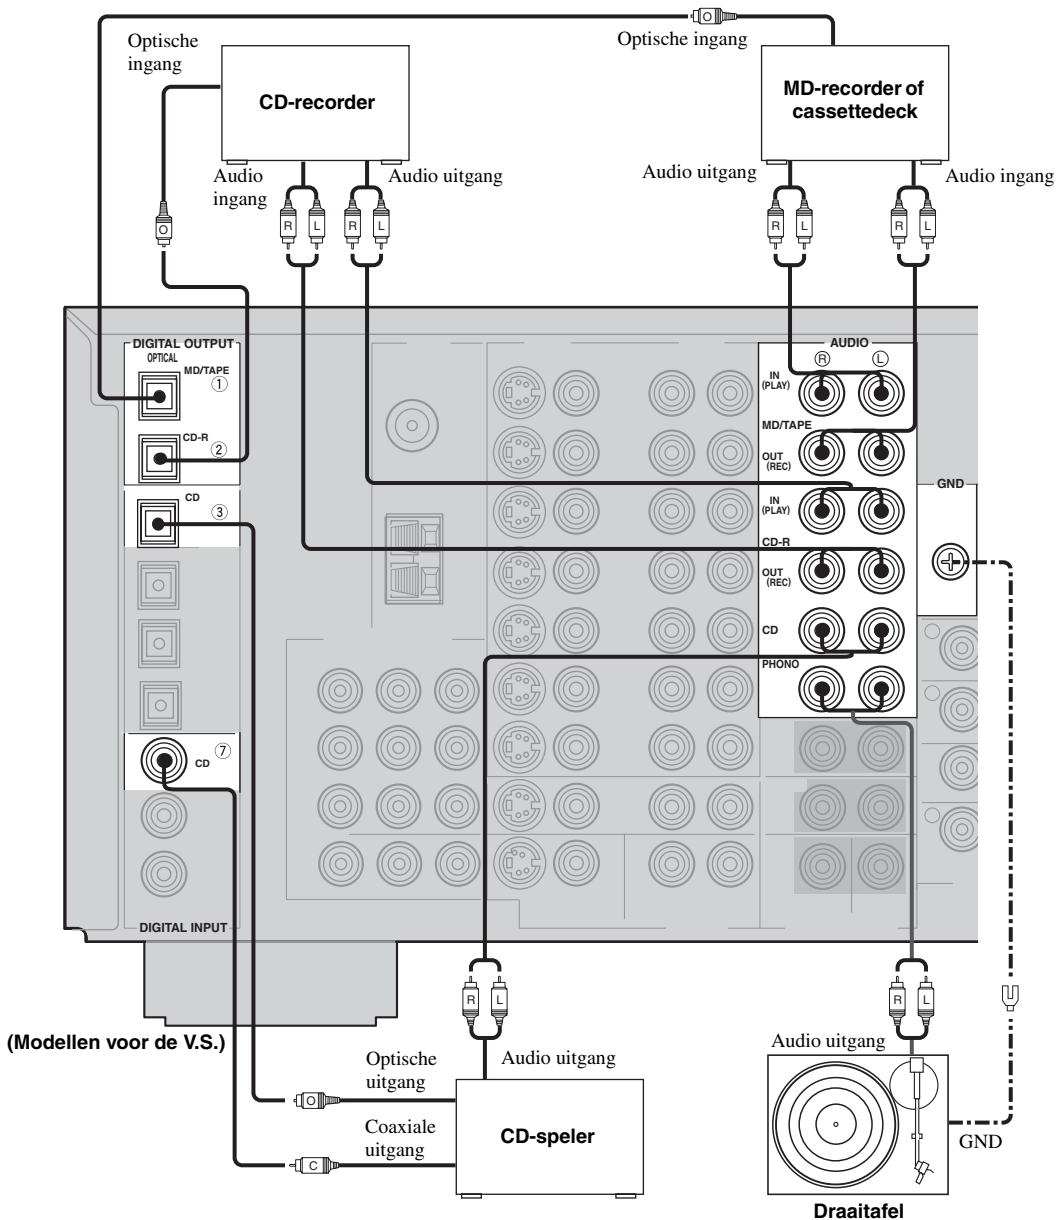 O
Optische
ingang
Optische ingang
CD-recorder
MD-recorder of
cassettedeck
Audio
ingang
Audio uitgang
Audio uitgang
Audio ingang
O
R
L
R
L
R
L
R
L
DIGITAL OUTPUT
OPTICAL
MD/TAPE
1
CD-R
2
CD
3
AUDIO
R
L
IN
(PLAY)
MD/TAPE
OUT
(REC)
IN
(PLAY)
CD-R
OUT
(REC)
CD
PHONO
GND
7
CD
DIGITAL INPUT
R
L
R
L
(Modellen voor de V.S.)
Optische
uitgang
Audio uitgang
Audio uitgang
O
Coaxiale
uitgang
C
CD-speler
GND
Draaitafel